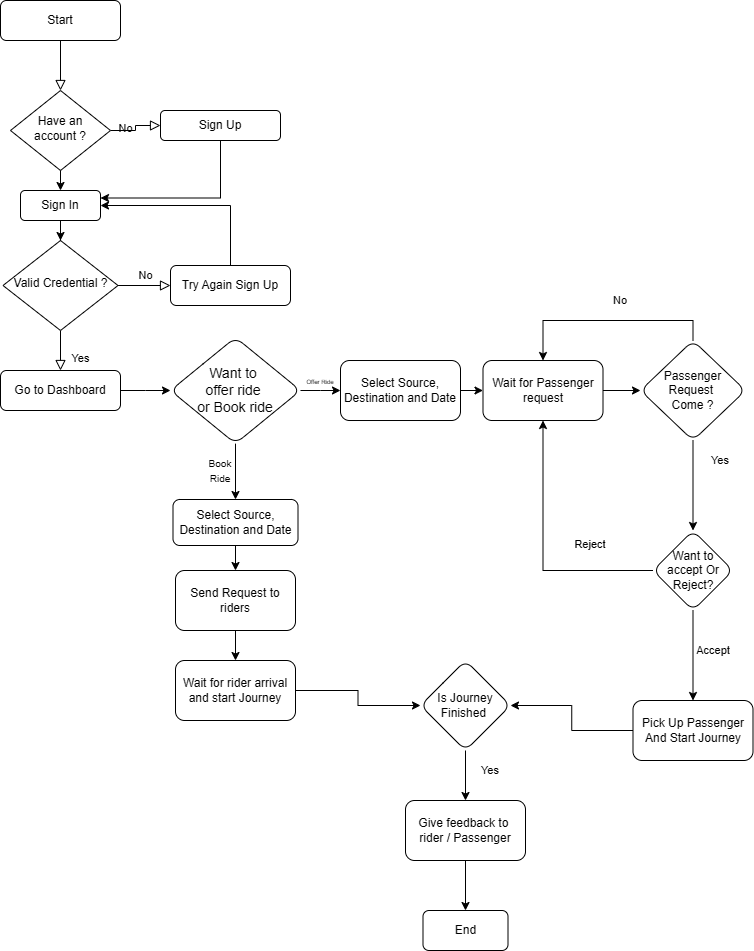 Start
Have an
account ?
No
Sign Up
Sign In
Valid Credential ?
No
Try Again Sign Up
Yes
Go to Dashboard
Want to
offer ride
or Book ride
Offer Ride
Select Source,
Destination and Date
Wait for Passenger
request
No
Passenger
Request
Come ?
Yes
Want to
accept Or
Reject?
Reject
Accept
Pick Up Passenger
And Start Journey
Book
Ride
Select Source,
Destination and Date
Send Request to
riders
Wait for rider arrival
and start Journey
Is Journey
Finished
Yes
Give feedback to
rider / Passenger
End